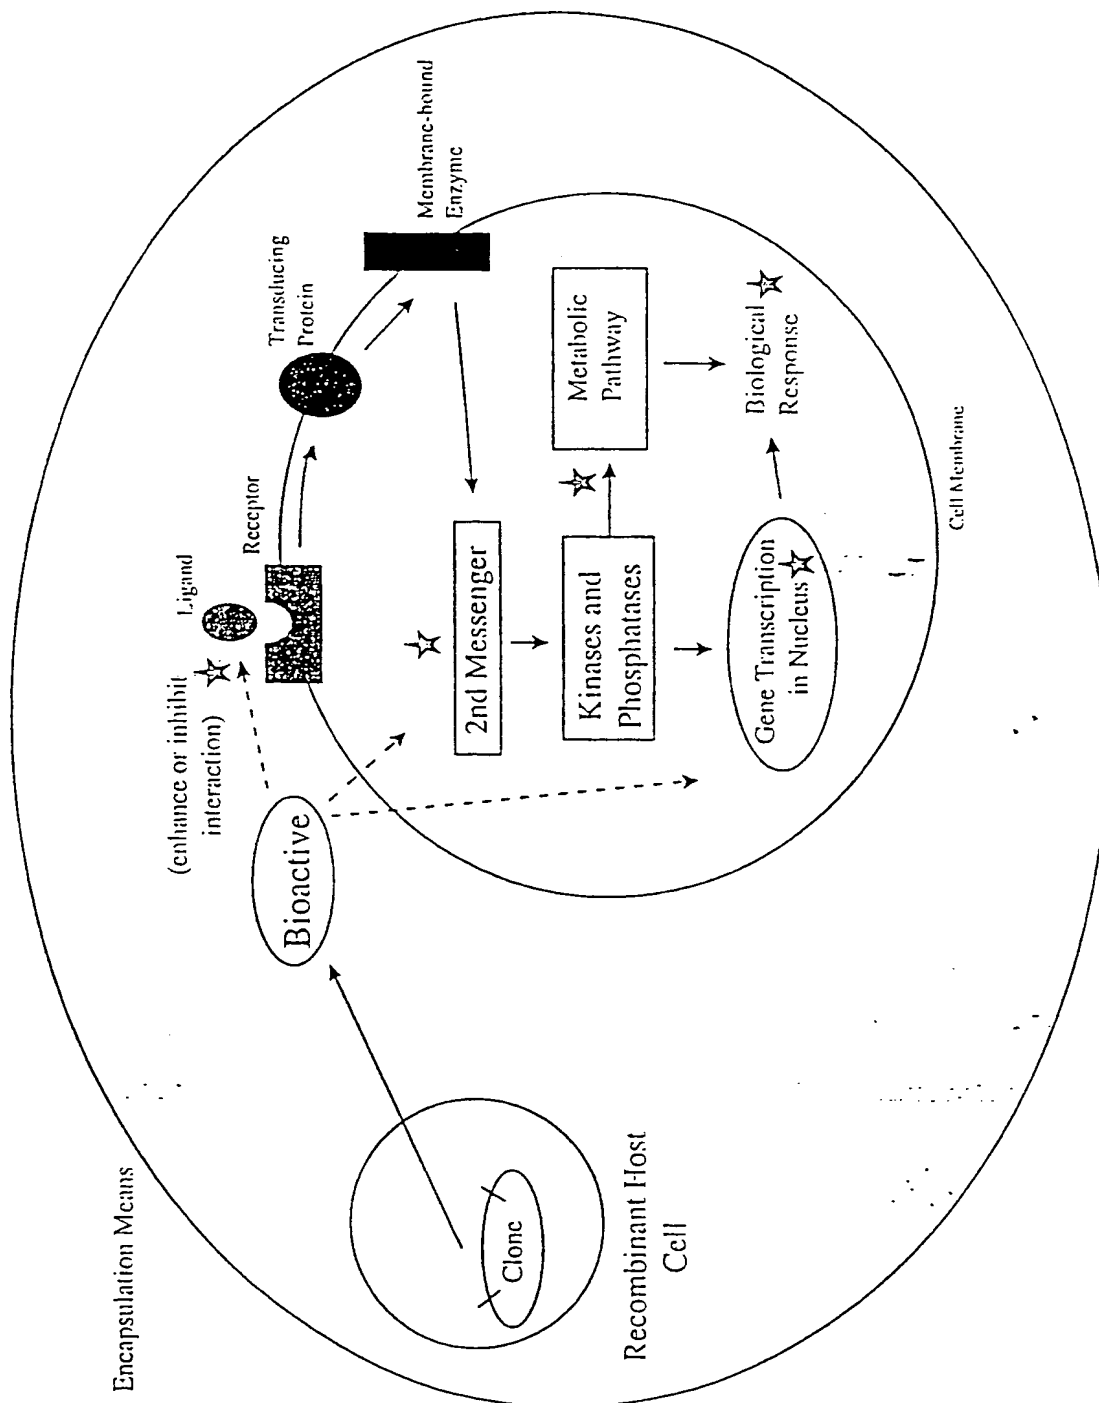 Encapsulation Means
(enhance or inhibit
interaction)
Ligand
Receptor
Transducing
Protein
Membrane-bound
Enzyme
Bioactive
2nd Messenger
Kinases and
Phosphatases
Metabolic
Pathway
Gene Transcription
in Nucleus
Biological
Response
Cell Membrane
Clone
Recombinant Host
Cell